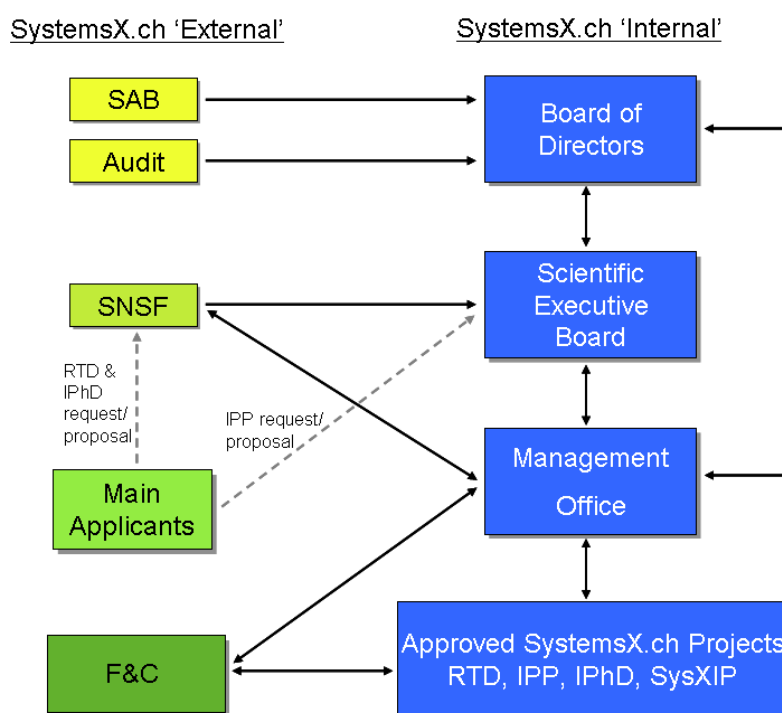 SystemsX.ch ‘External’
SystemsX.ch ‘Internal’
SAB
Audit
Board of
Directors
SNSF
Scientific
Executive
Board
RTD &
IPhD
request/
proposal
IPP request/
proposal
Main
Applicants
Management
Office
F&C
Approved SystemsX.ch Projects
RTD, IPP, IPhD, SysXIP